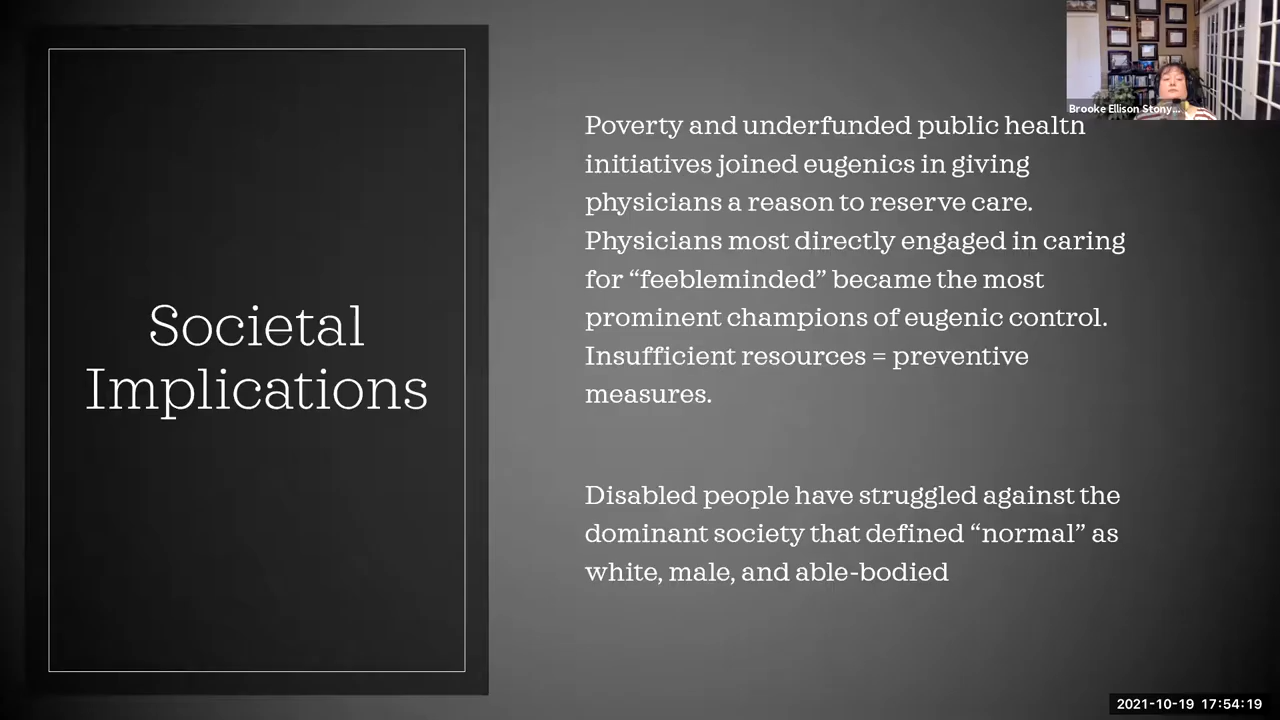 Brooke Ellison Stony...
Poverty and underfunded public health
initiatives joined eugenics in giving
physicians a reason to reserve care.
Physicians most directly engaged in caring
for “feebleminded” became the most
prominent champions of eugenic control.
Insufficient resources = preventive
measures.
Societal
Implications
Disabled people have struggled against the
dominant society that defined “normal” as
white, male, and able-bodied
2021-10-19 17:54:19